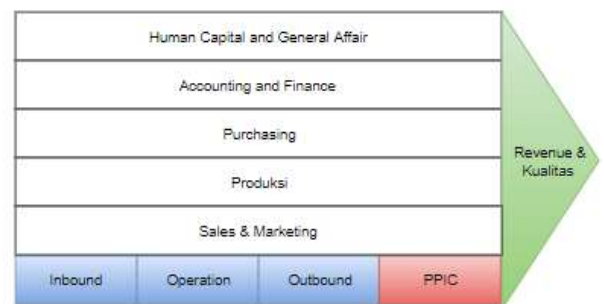 Human Capital and General Affair
Accounting and Finance
Purchasing
Produksi
Sales & Marketing
Inbound
Operation
Outbound
PPIC
Revenue &
Kualitas